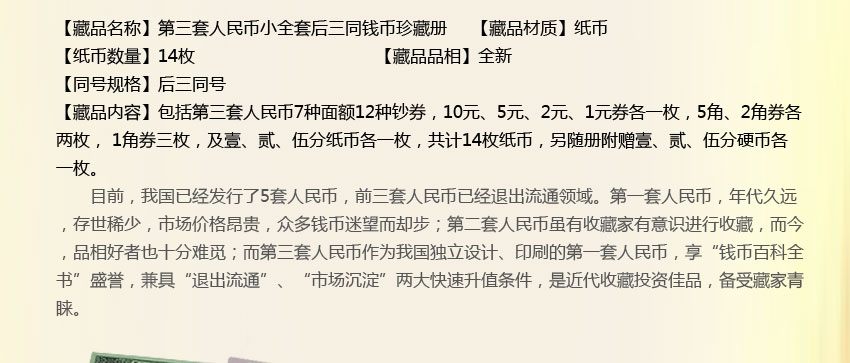 【藏品名称】第三套人民币小全套后三同钱币珍藏册 【藏品材质】纸币
【纸币数量】14枚 【藏品品相】全新
【同号规格】后三同号
【藏品内容】包括第三套人民币7种面额12种钞券，10元、5元、2元、1元券各一枚，5角、2角券各
两枚， 1角券三枚，及壹、贰、伍分纸币各一枚，共计14枚纸币，另随册附赠壹、贰、伍分硬币各
一枚。
目前，我国已经发行了5套人民币，前三套人民币已经退出流通领域。第一套人民币，年代久远
，存世稀少，市场价格昂贵，众多钱币迷望而却步；第二套人民币虽有收藏家有意识进行收藏，而今
，品相好者也十分难觅；而第三套人民币作为我国独立设计、印刷的第一套人民币，享“钱币百科全
书”盛誉，兼具“退出流通”、“市场沉淀”两大快速升值条件，是近代收藏投资佳品，备受藏家青
睐。